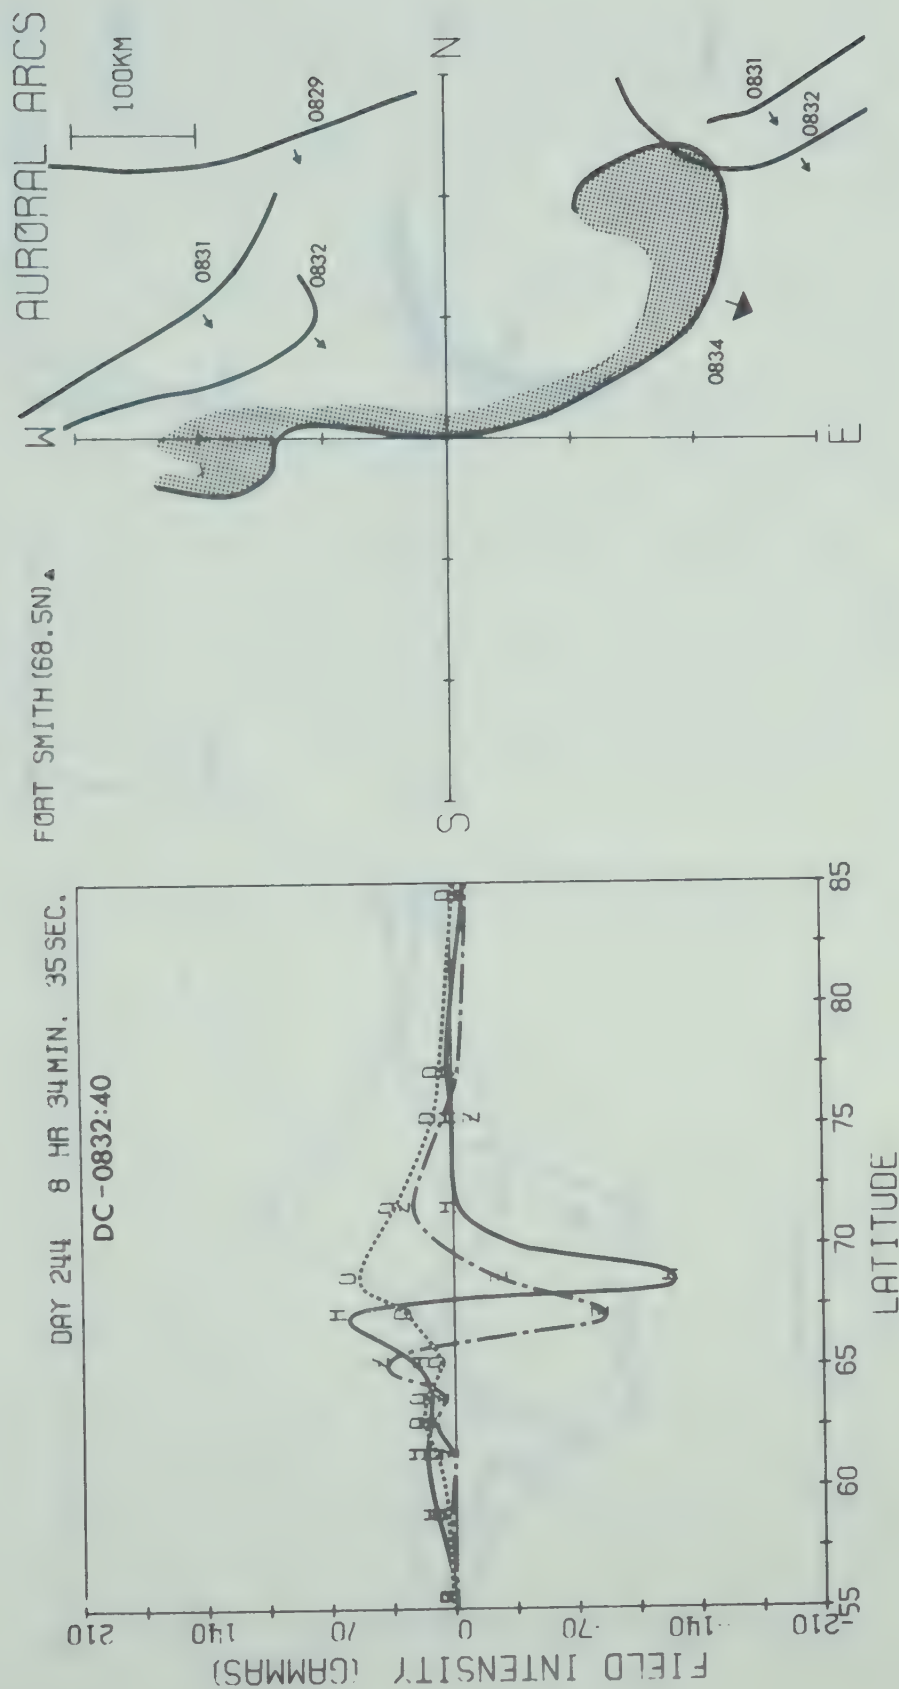 AURORAL ARCS
FORT SMITH (68.5N)
100KM
W
N
S
E
0829
0831
0832
0831
0832
0834
DAY 244 8 HR 34 MIN. 35 SEC.
DC-0832:40
FIELD INTENSITY (GAMMAS)
210
140
70
0
-70
-140
-210
55
60
65
70
75
80
85
LATITUDE
H
D
Z